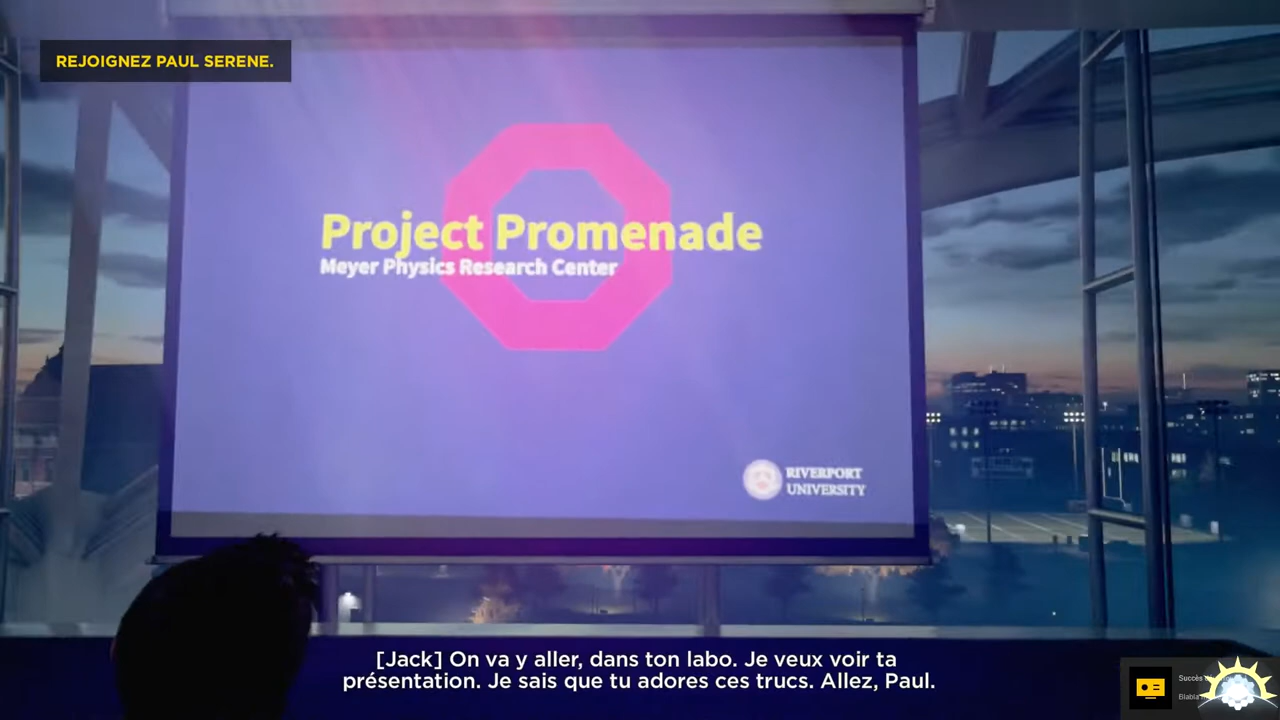 REJOIGNEZ PAUL SERENE.
Project Promenade
Meyer Physics Research Center
RIVERPORT
UNIVERSITY
[Jack] On va y aller, dans ton labo. Je veux voir ta
présentation. Je sais que tu adores ces trucs. Allez, Paul.
Succès